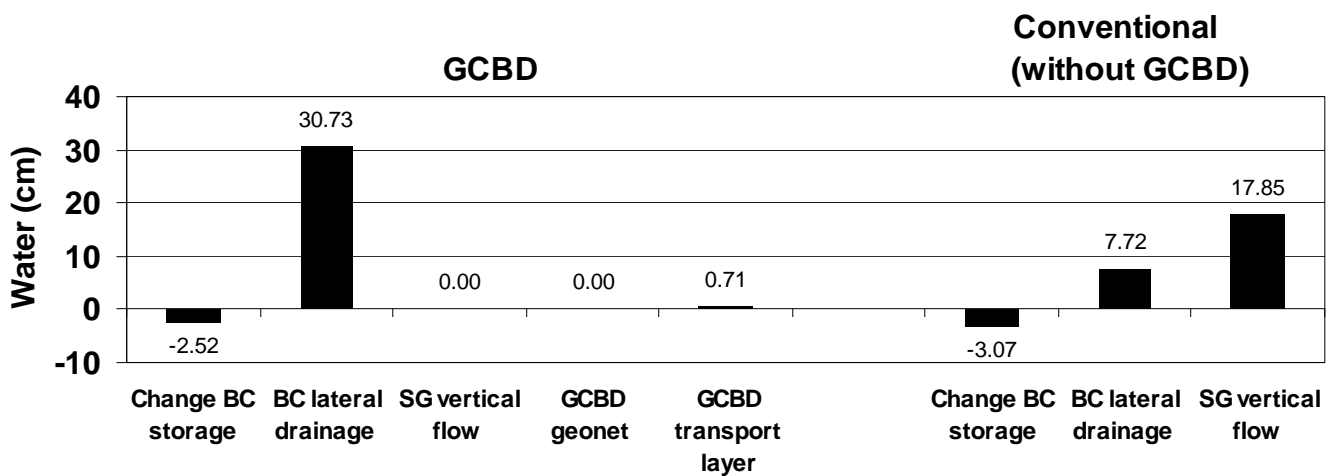 Conventional
GCBD (without GCBD)
Water (cm)
40
30
20
10
0
-10
-2.52
30.73
0.00
0.00
0.71
-3.07
7.72
17.85
Change BC
storage
BC lateral
drainage
SG vertical
flow
GCBD
geonet
GCBD
transport
layer
Change BC
storage
BC lateral
drainage
SG vertical
flow